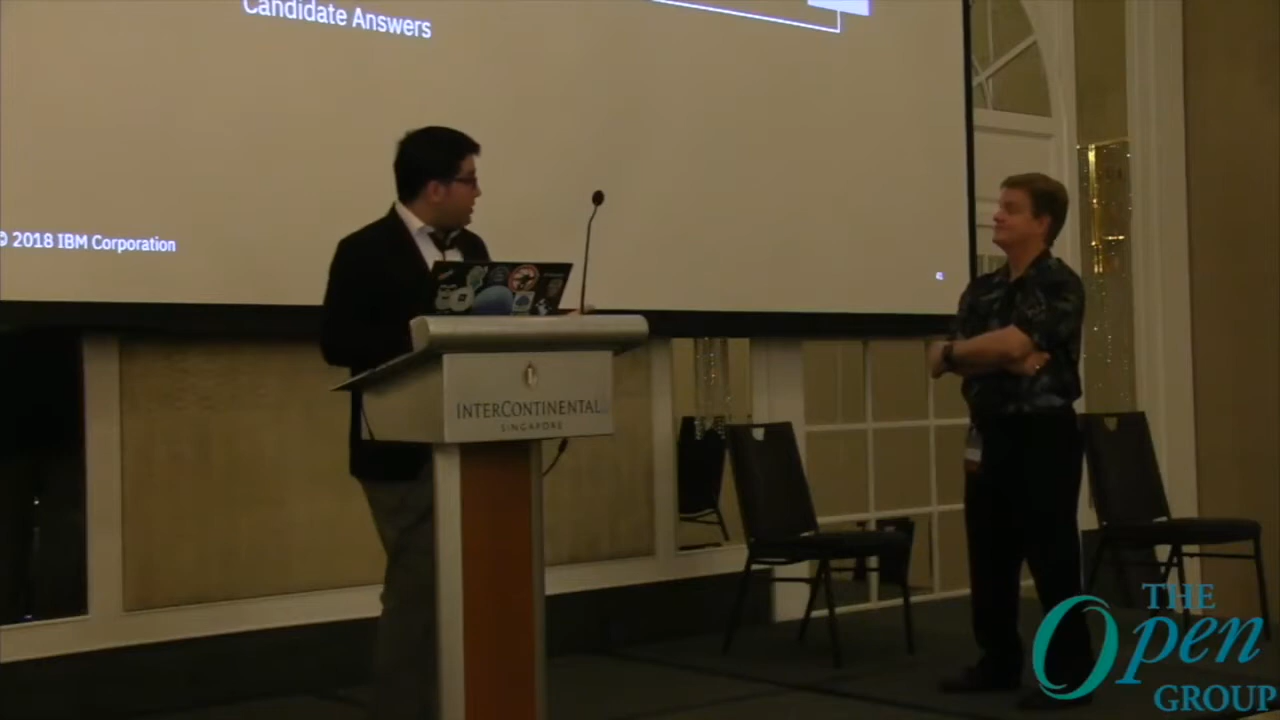 Candidate Answers
© 2018 IBM Corporation
INTERCONTINENTAL
SINGAPORE
THE
Open
GROUP